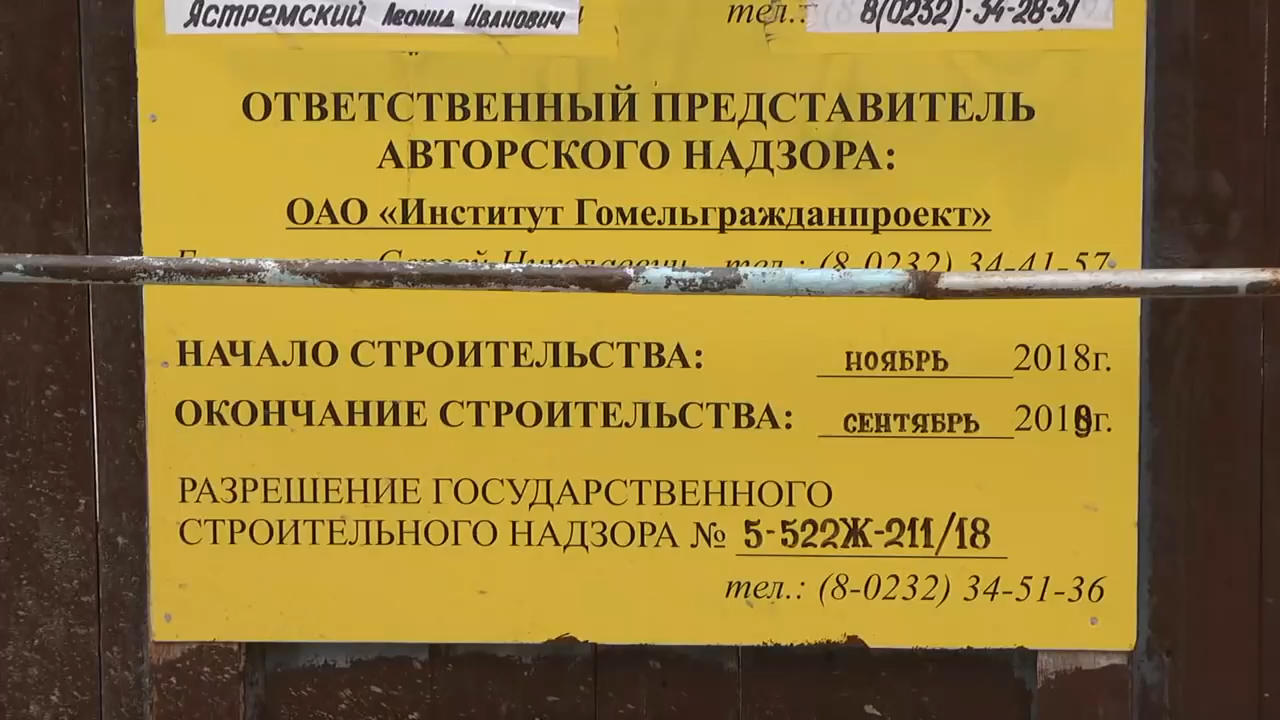 Ястремский Леонид Иванович тел.: 8(0232)-34-28-51
ОТВЕТСТВЕННЫЙ ПРЕДСТАВИТЕЛЬ
АВТОРСКОГО НАДЗОРА:
ОАО «Институт Гомельгражданпроект»
Сергей Николаевич тел.: (8-0232) 34-41-57
НАЧАЛО СТРОИТЕЛЬСТВА: НОЯБРЬ 2018г.
ОКОНЧАНИЕ СТРОИТЕЛЬСТВА: СЕНТЯБРЬ 2019г.
РАЗРЕШЕНИЕ ГОСУДАРСТВЕННОГО
СТРОИТЕЛЬНОГО НАДЗОРА № 5-522Ж-211/18
тел.: (8-0232) 34-51-36